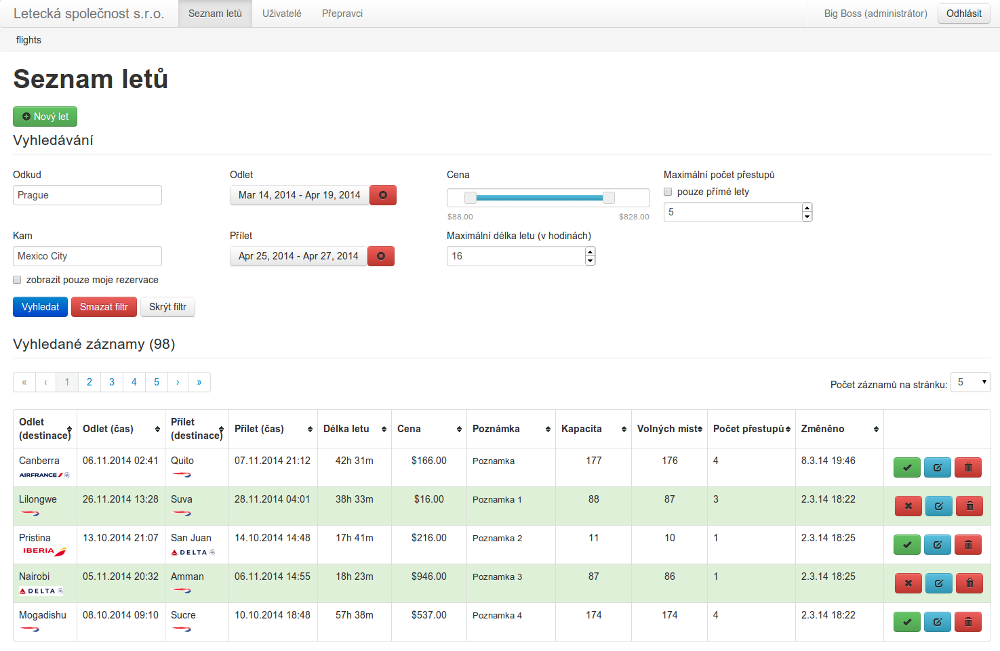 Letecká společnost s.r.o. Seznam letů Uživatelé Přepravci Big Boss (administrátor) Odhlásit
flights
Seznam letů
Nový let
Vyhledávání
Odkud Odlet Cena Maximální počet přestupů
Prague Mar 14, 2014 - Apr 19, 2014 pouze přímé lety
$88.00 $828.00 5
Kam Přílet Maximální délka letu (v hodinách)
Mexico City Apr 25, 2014 - Apr 27, 2014 16
zobrazit pouze moje rezervace
Vyhledat Smazat filtr Skrýt filtr
Vyhledané záznamy (98)
« ‹ 1 2 3 4 5 › » Počet záznamů na stránku: 5
Odlet (destinace) Odlet (čas) Přílet (destinace) Přílet (čas) Délka letu Cena Poznámka Kapacita Volných míst Počet přestupů Změněno
Canberra 06.11.2014 02:41 Quito 07.11.2014 21:12 42h 31m $166.00 Poznamka 177 176 4 8.3.14 19:46
AIRFRANCE
Lilongwe 26.11.2014 13:28 Suva 28.11.2014 04:01 38h 33m $16.00 Poznamka 1 88 87 3 2.3.14 18:22
Pristina 13.10.2014 21:07 San Juan 14.10.2014 14:48 17h 41m $216.00 Poznamka 2 11 10 1 2.3.14 18:25
IBERIA DELTA
Nairobi 05.11.2014 20:32 Amman 06.11.2014 14:55 18h 23m $946.00 Poznamka 3 87 86 1 2.3.14 18:25
DELTA
Mogadishu 08.10.2014 09:10 Sucre 10.10.2014 18:48 57h 38m $537.00 Poznamka 4 174 174 4 2.3.14 18:22